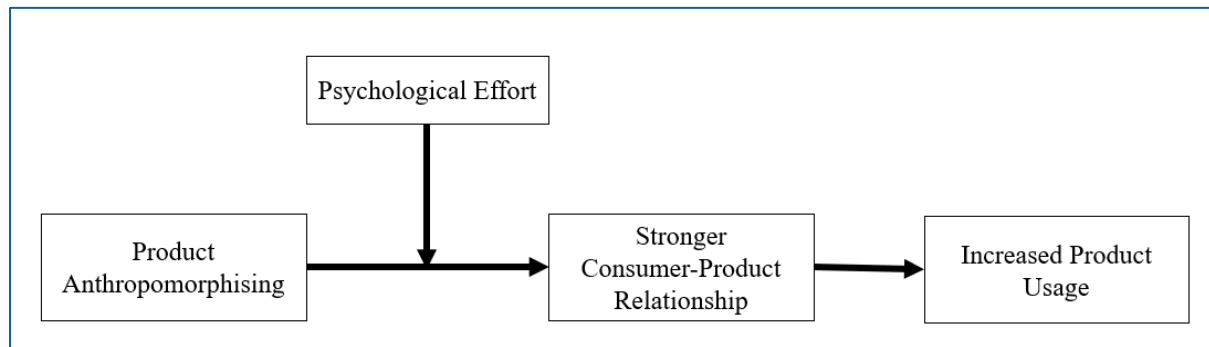 Psychological Effort
Product
Anthropomorphising
Stronger
Consumer-Product
Relationship
Increased Product
Usage